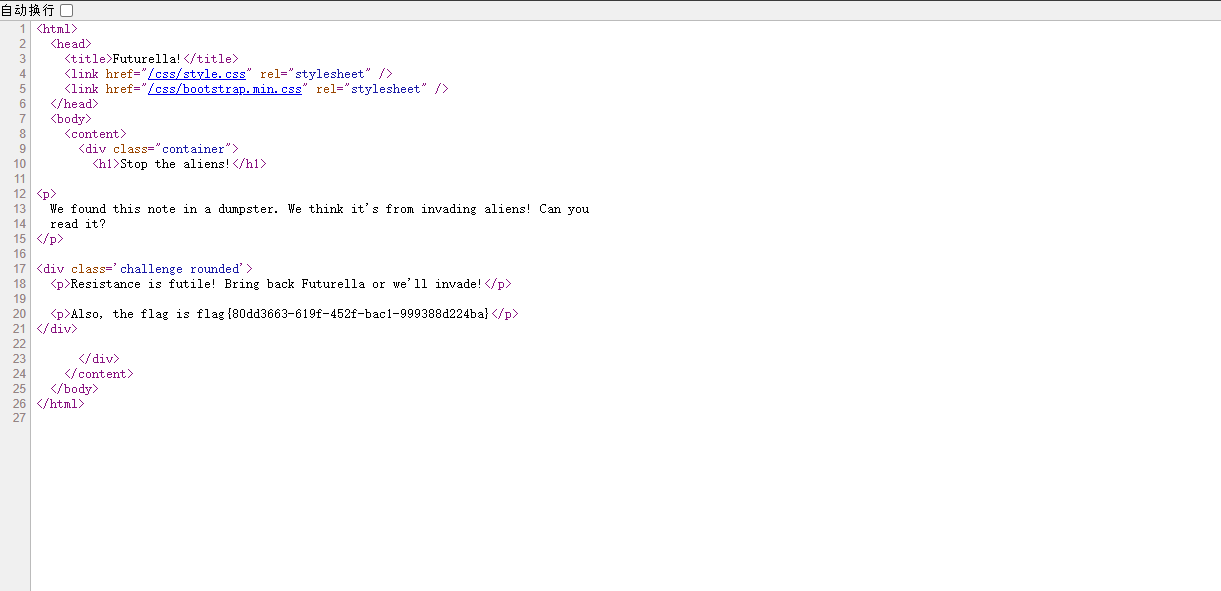 自动换行
1 <html>
2 <head>
3 <title>Futurella!</title>
4 <link href="/css/style.css" rel="stylesheet" />
5 <link href="/css/bootstrap.min.css" rel="stylesheet" />
6 </head>
7 <body>
8 <content>
9 <div class="container">
10 <h1>Stop the aliens!</h1>
11
12 <p>
13 We found this note in a dumpster. We think it's from invading aliens! Can you
14 read it?
15 </p>
16
17 <div class='challenge rounded'>
18 <p>Resistance is futile! Bring back Futurella or we'll invade!</p>
19
20 <p>Also, the flag is flag{80dd3663-619f-452f-bac1-999388d224ba}</p>
21 </div>
22
23 </div>
24 </content>
25 </body>
26 </html>
27